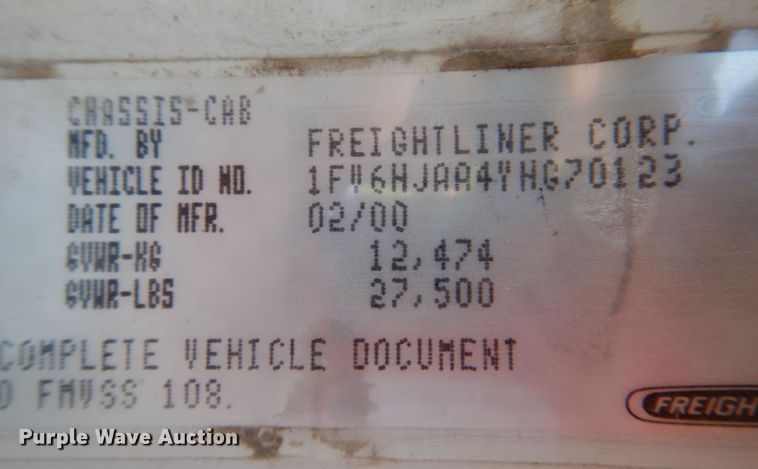 CHASSIS-CAB
MFD. BY FREIGHTLINER CORP.
VEHICLE ID NO. 1FV6HJAA4YHG70123
DATE OF MFR. 02/00
GVWR-KG 12,474
GVWR-LBS 27,500
COMPLETE VEHICLE DOCUMENT
O FMVSS 108.
FREIGH
Purple Wave Auction